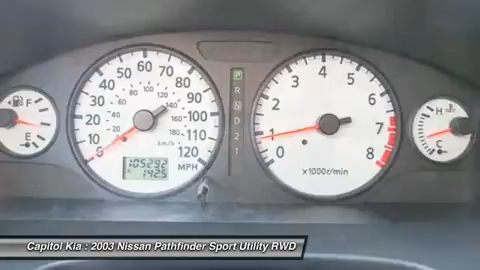 F
E
0 10 20 30 40 50 60 70 80 90 100 110 120
20 40 60 80 100 120 140 160 180
km/h
MPH
105292
142.5
P
R
N
D
2
1
0 1 2 3 4 5 6 7 8
x1000r/min
H
C
Capitol Kia : 2003 Nissan Pathfinder Sport Utility RWD